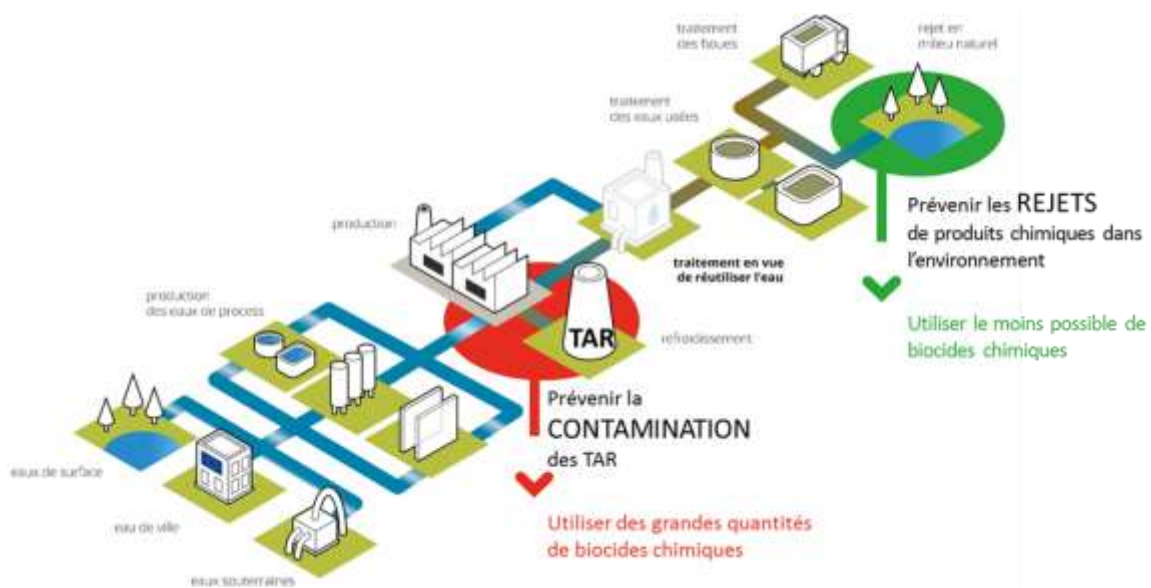 traitement
des boues
rejet en
milieu naturel
traitement
des eaux usées
production
traitement en vue
de réutiliser l'eau
Prévenir les REJETS
de produits chimiques dans
l'environnement
Utiliser le moins possible de
biocides chimiques
production
des eaux de process
TAR
refroidissement
Prévenir la
CONTAMINATION
des TAR
Utiliser des grandes quantités
de biocides chimiques
eaux de surface
eau de ville
eaux souterraines